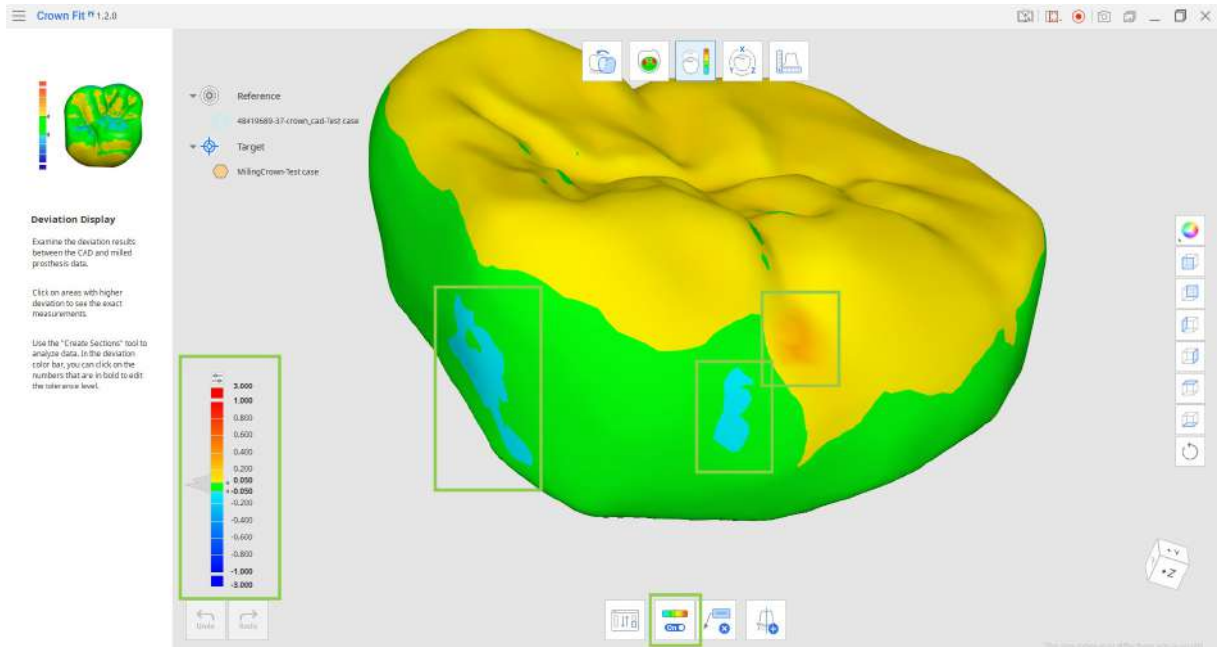 Crown Fit 1.2.0
Reference
48419689-37-crown_cad-Test case
Target
MillingCrown-Test case
Deviation Display
Examine the deviation results
between the CAD and milled
prosthesis data.
Click on areas with higher
deviation to see the exact
measurements.
Use the "Create Sections" tool to
analyze data. In the deviation
color bar, you can click on the
numbers that are in bold to edit
the tolerance level.
3.000
1.000
0.800
0.600
0.400
0.200
0.050
-0.050
-0.200
-0.400
-0.600
-0.800
-1.000
-3.000
Undo
Redo
On
X
Y
Z
+Y
+Z